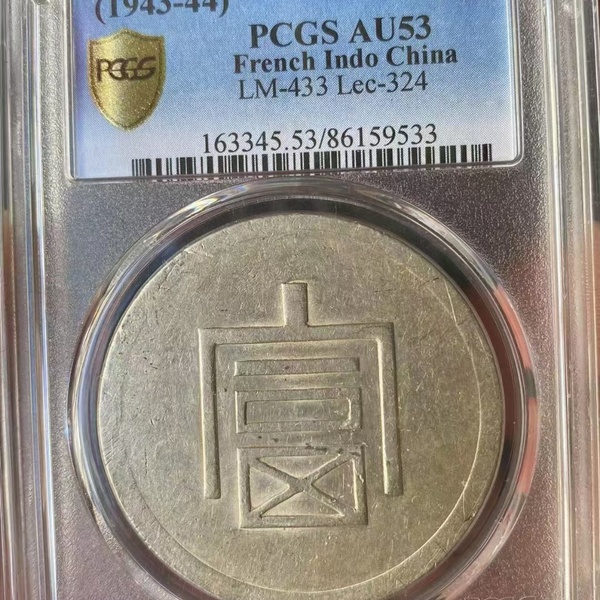 (1943-44)
PCGS
PCGS AU53
French Indo China
LM-433 Lec-324
163345.53/86159533
富